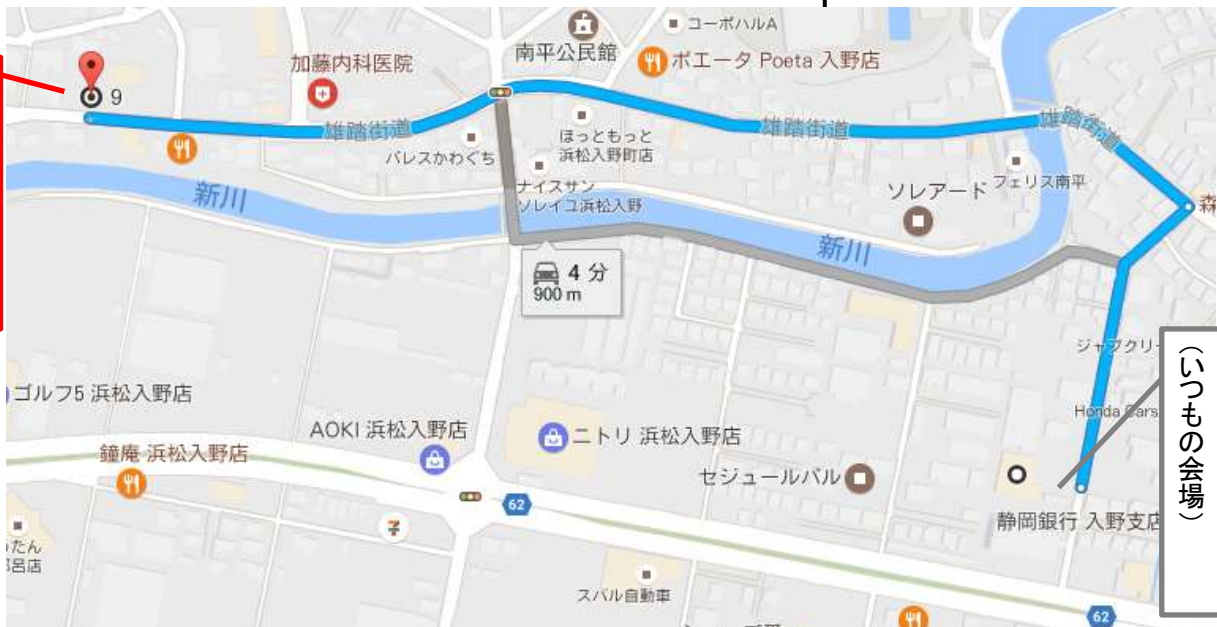 コーポハルA
南平公民館
ポエータ Poeta 入野店
加藤内科医院
9
雄踏街道
雄踏街道
雄踏街道
ほっともっと
浜松入野町店
パレスかわぐち
ナイスサン
ソレイユ浜松入野
フェリス南平
ソレアード
森
新川
新川
4 分
900 m
ジャックリー
(いつもの会場)
ゴルフ5 浜松入野店
Honda Cars
AOKI 浜松入野店
ニトリ 浜松入野店
鐘庵 浜松入野店
セジュールバル
62
静岡銀行 入野支店
スバル自動車
62